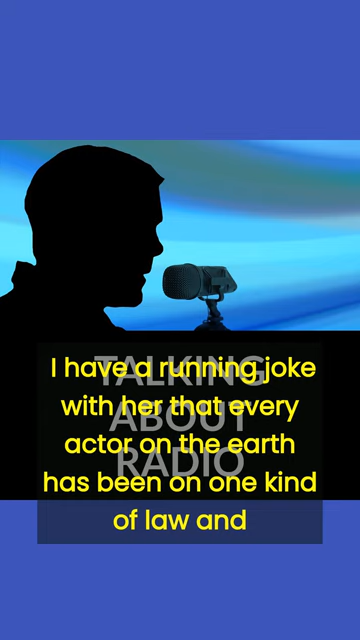 TALKING
ABOUT
RADIO
I have a running joke
with her that every
actor on the earth
has been on one kind
of law and